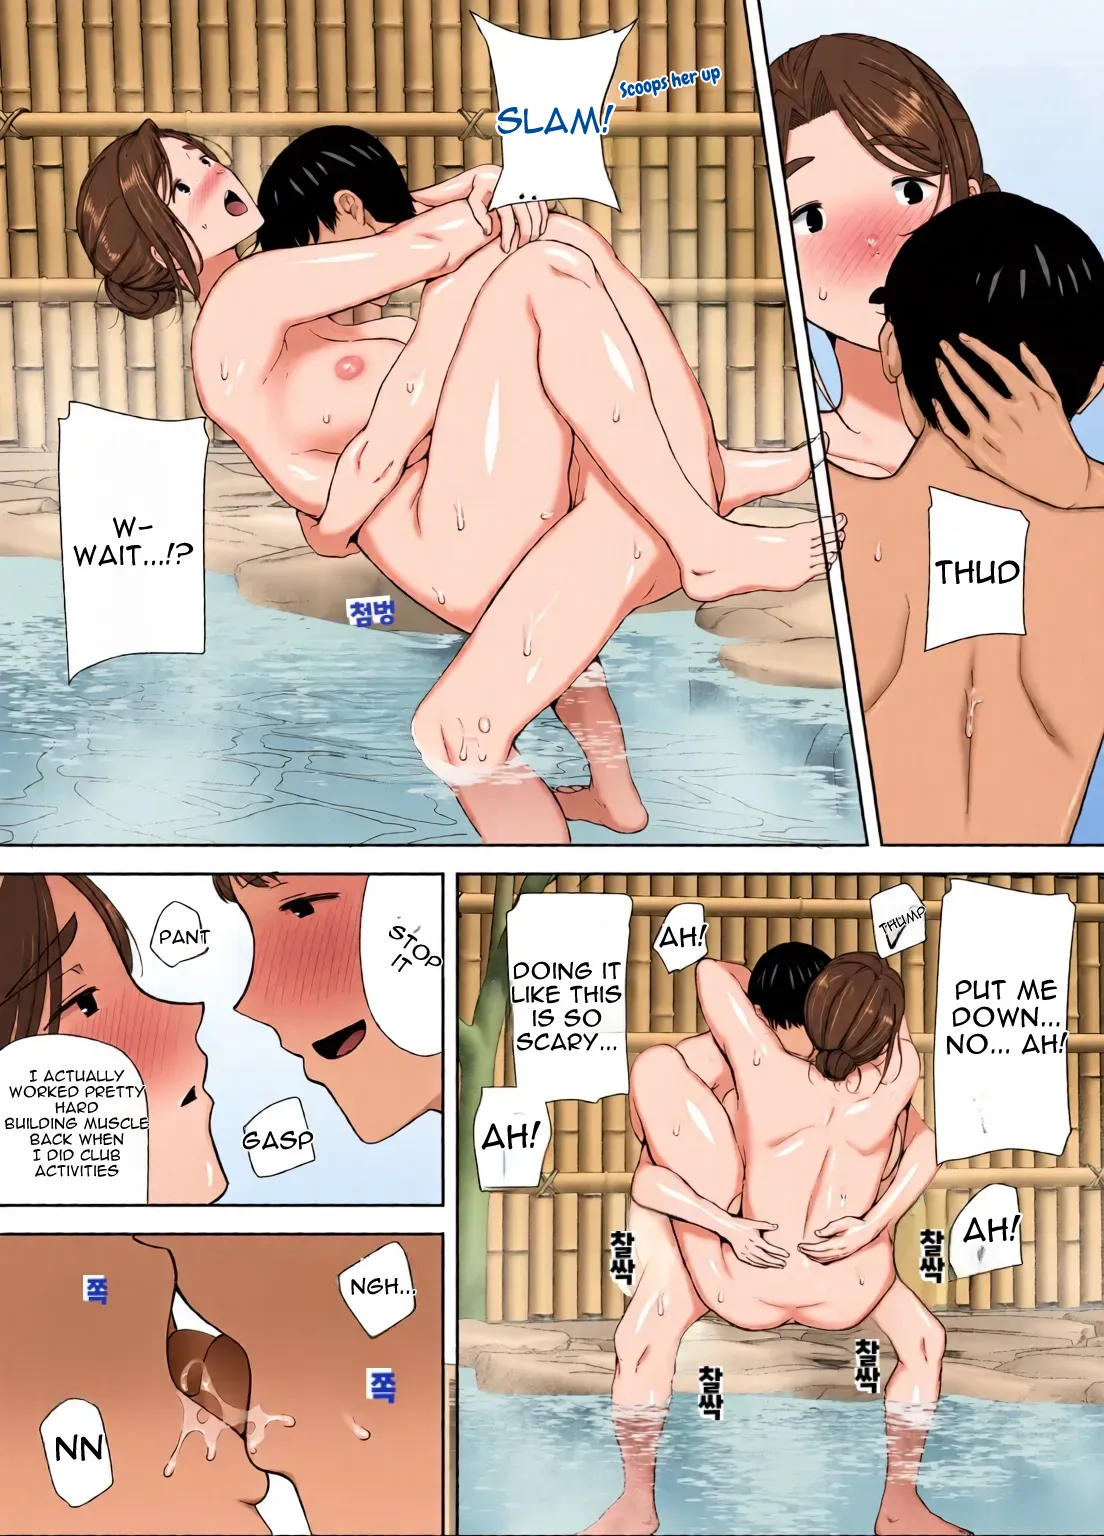 SLAM!
Scoops her up
W-
WAIT...!?
첨벙
THUD
STOP
IT
PANT
I ACTUALLY
WORKED PRETTY
HARD
BUILDING MUSCLE
BACK WHEN
I DID CLUB
ACTIVITIES
GASP
THUMP
PUT ME
DOWN...
NO... AH!
AH!
DOING IT
LIKE THIS
IS SO
SCARY...
AH!
AH!
찰싹
찰싹
찰싹
찰싹
쪽
NGH...
쪽
NN